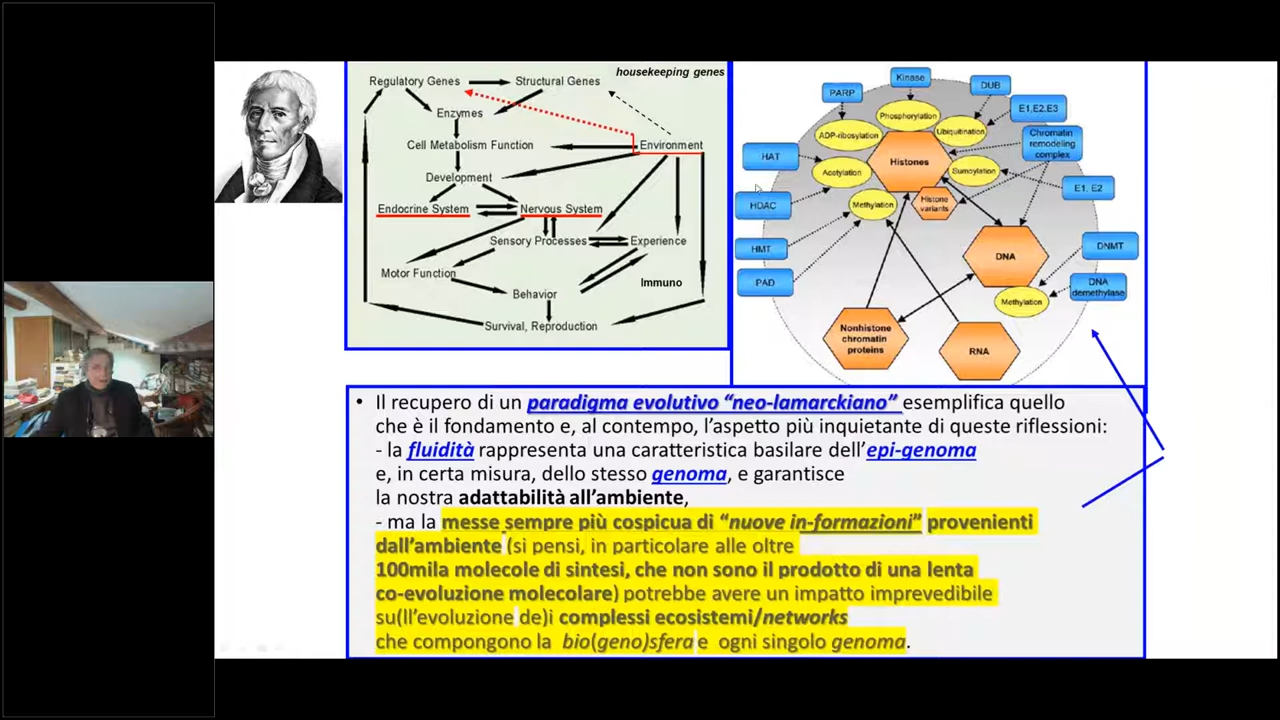 housekeeping genes
Regulatory Genes
Structural Genes
Enzymes
Cell Metabolism Function
Environment
Development
Endocrine System
Nervous System
Sensory Processes
Experience
Motor Function
Immuno
Behavior
Survival, Reproduction
Kinase
PARP
DUB
Phosphorylation
E1,E2.E3
ADP-ribosylation
Ubiquitination
Chromatin
remodeling
complex
HAT
Histones
Acetylation
Sumoylation
E1, E2
HDAC
Methylation
Histone
variants
HMT
DNMT
DNA
PAD
DNA
demethylase
Methylation
Nonhistone
chromatin
proteins
RNA
• Il recupero di un paradigma evolutivo “neo-lamarckiano” esemplifica quello
che è il fondamento e, al contempo, l’aspetto più inquietante di queste riflessioni:
- la fluidità rappresenta una caratteristica basilare dell’epi-genoma
e, in certa misura, dello stesso genoma, e garantisce
la nostra adattabilità all’ambiente,
- ma la messe sempre più cospicua di “nuove in-formazioni” provenienti
dall’ambiente (si pensi, in particolare alle oltre
100mila molecole di sintesi, che non sono il prodotto di una lenta
co-evoluzione molecolare) potrebbe avere un impatto imprevedibile
su(ll’evoluzione de)i complessi ecosistemi/networks
che compongono la bio(geno)sfera e ogni singolo genoma.